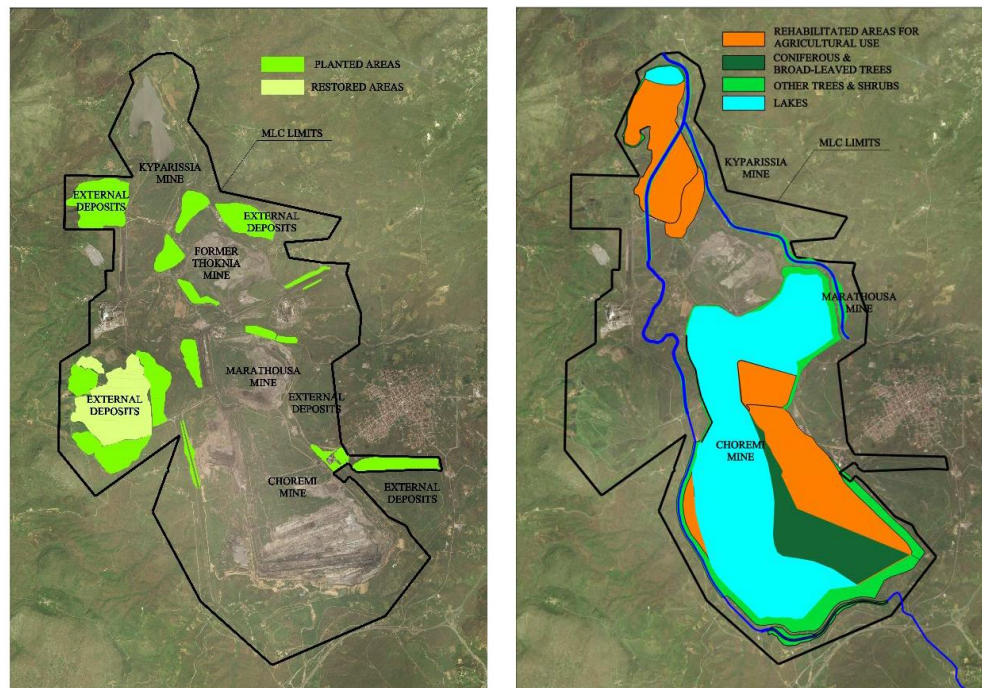 PLANTED AREAS
RESTORED AREAS
MLC LIMITS
KYPARISSIA
MINE
EXTERNAL
DEPOSITS
EXTERNAL
DEPOSITS
FORMER
THOKNIA
MINE
MARATHOUSA
MINE
EXTERNAL
DEPOSITS
EXTERNAL
DEPOSITS
CHOREMI
MINE
EXTERNAL
DEPOSITS
REHABILITATED AREAS FOR
AGRICULTURAL USE
CONIFEROUS &
BROAD-LEAVED TREES
OTHER TREES & SHRUBS
LAKES
MLC LIMITS
KYPARISSIA
MINE
MARATHOUSA
MINE
CHOREMI
MINE